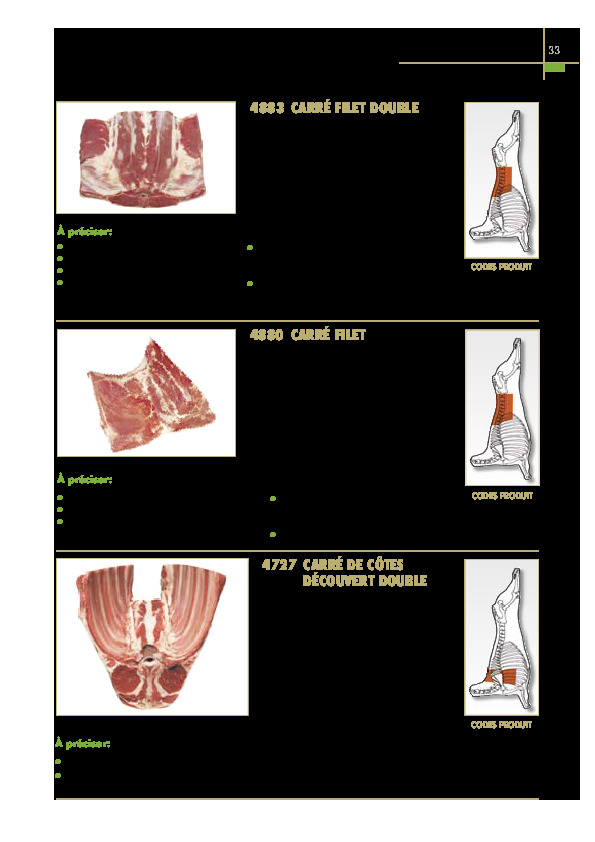 33
4883 CARRÉ FILET DOUBLE
À préciser:
CODES PRODUIT
4880 CARRÉ FILET
À préciser:
CODES PRODUIT
4727 CARRÉ DE CÔTES
DÉCOUVERT DOUBLE
À préciser:
CODES PRODUIT